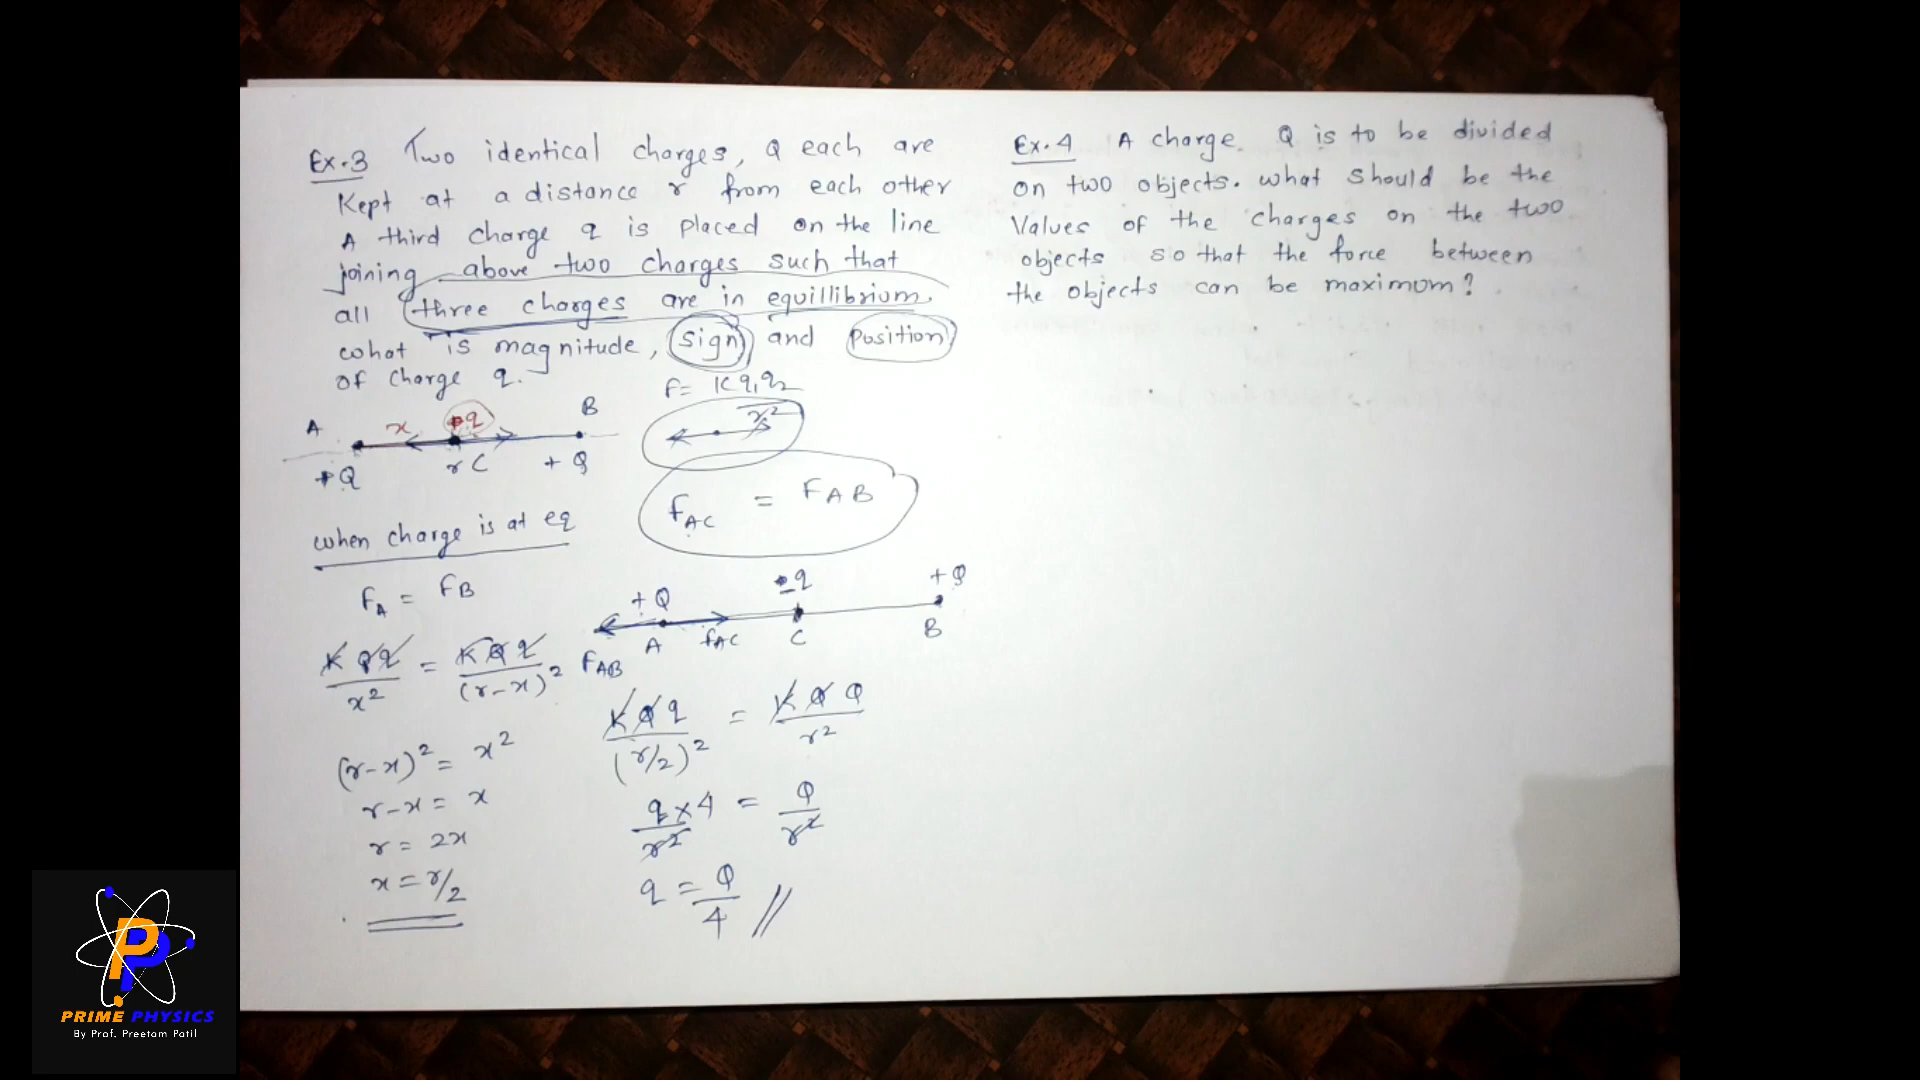 Ex.3 Two identical charges, Q each are
Kept at a distance r from each other
A third charge q is placed on the line
joining above two charges such that
all three charges are in equillibrium.
what is magnitude, sign and position
of charge q.
F = Kq1q2
r2
A x q B
+Q r C + Q
FAC = FAB
when charge is at eq
FA = FB
KQq = KQq
x2 (r-x)2
(r-x)2 = x2
r-x = x
r = 2x
x = r/2
+Q -q +Q
A FAC C B
FAB
KQq = KQQ
(r/2)2 r2
q x 4 = Q
r2 r2
q = Q
4 //
Ex.4 A charge Q is to be divided
on two objects. what should be the
Values of the charges on the two
objects so that the force between
the objects can be maximum?
PP
PRIME PHYSICS
By Prof. Preetam Patil